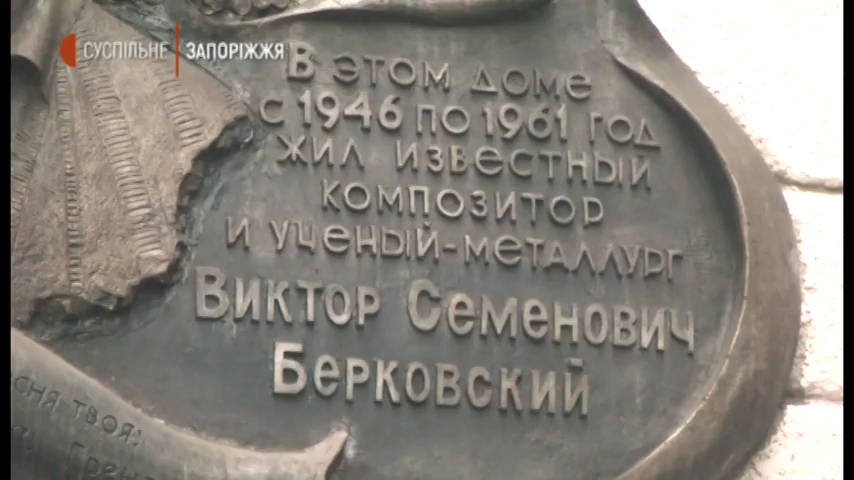 СУСПІЛЬНЕ ЗАПОРІЖЖЯ
В этом доме
с 1946 по 1961 год
жил известный
композитор
и ученый-металлург
Виктор Семенович
Берковский
твоя: